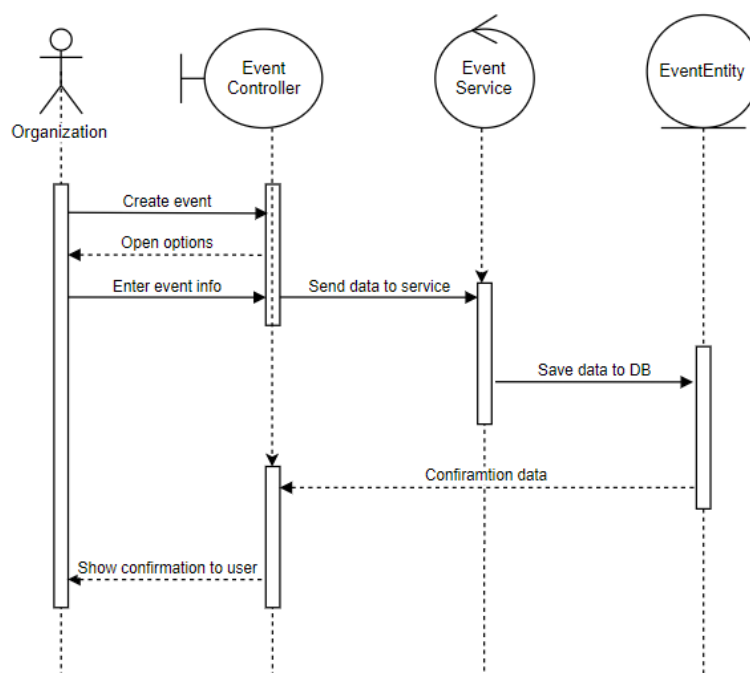 Event
Controller
Event
Service
EventEntity
Organization
Create event
Open options
Enter event info
Send data to service
Save data to DB
Confiramtion data
Show confirmation to user